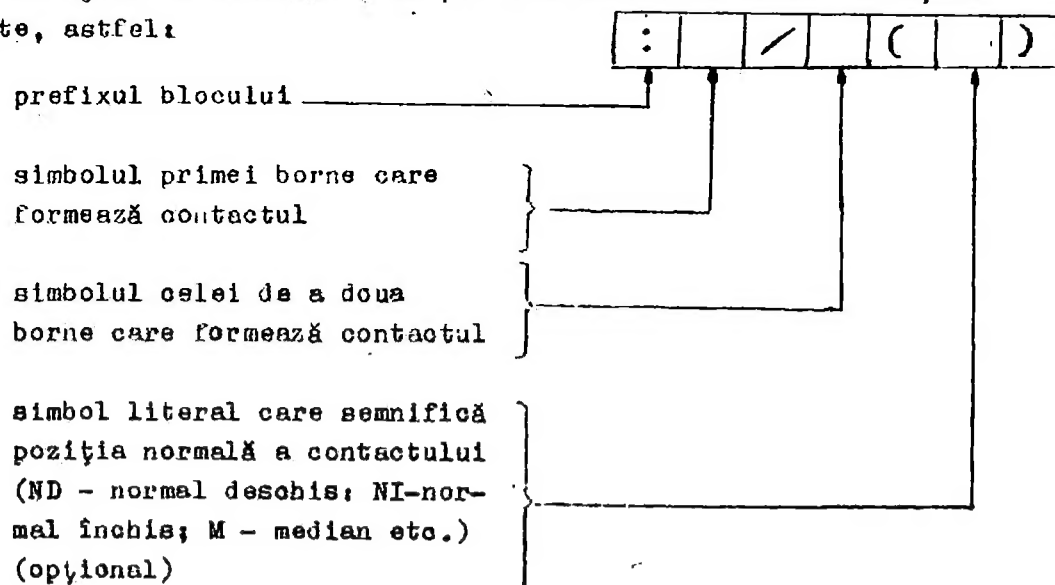 te, astfel:
: / ( )
prefixul blocului
simbolul primei borne care
formează contactul
simbolul celei de a doua
borne care formează contactul
simbol literal care semnifică
poziţia normală a contactului
(ND - normal deschis; NI-nor-
mal închis; M - median etc.)
(opţional)